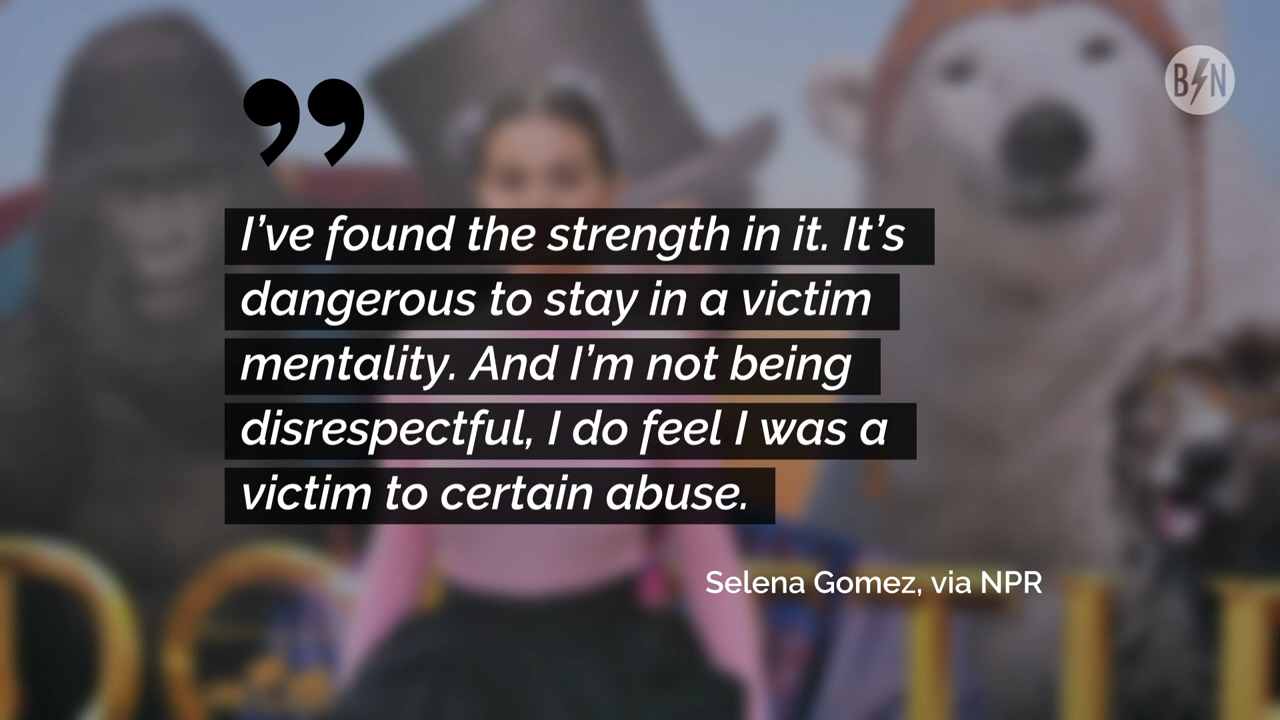 B N
”
I’ve found the strength in it. It’s
dangerous to stay in a victim
mentality. And I’m not being
disrespectful, I do feel I was a
victim to certain abuse.
Selena Gomez, via NPR